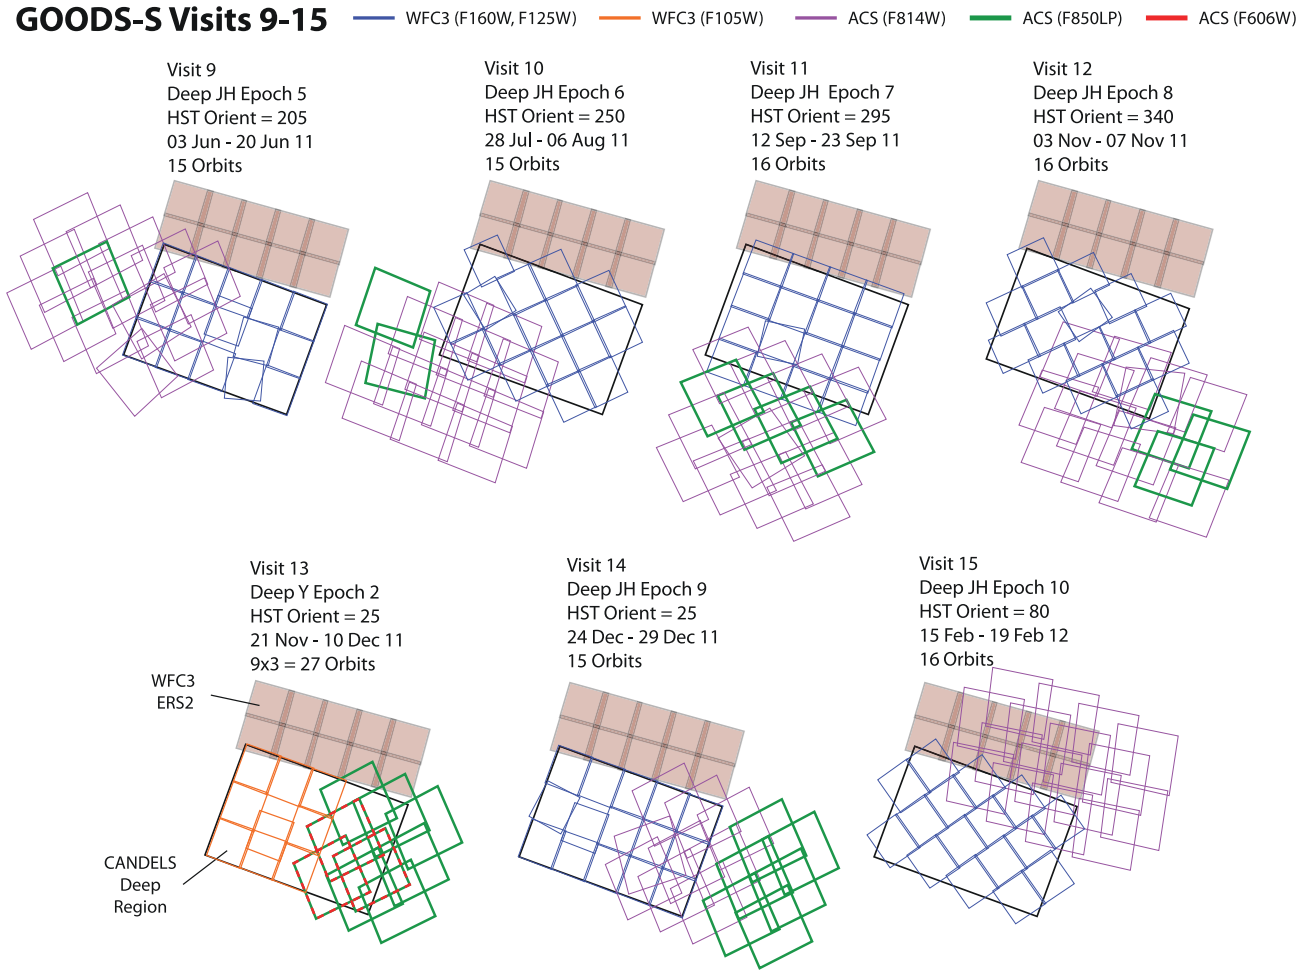 GOODS-S Visits 9-15
WFC3 (F160W, F125W)
WFC3 (F105W)
ACS (F814W)
ACS (F850LP)
ACS (F606W)
Visit 9
Deep JH Epoch 5
HST Orient = 205
03 Jun - 20 Jun 11
15 Orbits
Visit 10
Deep JH Epoch 6
HST Orient = 250
28 Jul - 06 Aug 11
15 Orbits
Visit 11
Deep JH Epoch 7
HST Orient = 295
12 Sep - 23 Sep 11
16 Orbits
Visit 12
Deep JH Epoch 8
HST Orient = 340
03 Nov - 07 Nov 11
16 Orbits
Visit 13
Deep Y Epoch 2
HST Orient = 25
21 Nov - 10 Dec 11
9x3 = 27 Orbits
Visit 14
Deep JH Epoch 9
HST Orient = 25
24 Dec - 29 Dec 11
15 Orbits
Visit 15
Deep JH Epoch 10
HST Orient = 80
15 Feb - 19 Feb 12
16 Orbits
WFC3
ERS2
CANDELS
Deep
Region